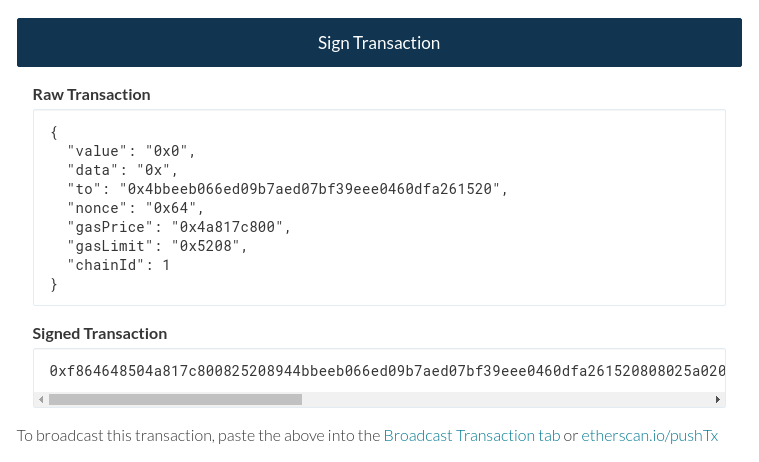 Sign Transaction
Raw Transaction
{
  "value": "0x0",
  "data": "0x",
  "to": "0x4bbeeb066ed09b7aed07bf39eee0460dfa261520",
  "nonce": "0x64",
  "gasPrice": "0x4a817c800",
  "gasLimit": "0x5208",
  "chainId": 1
}
Signed Transaction
0xf864648504a817c800825208944bbeeb066ed09b7aed07bf39eee0460dfa261520808025a020
To broadcast this transaction, paste the above into the Broadcast Transaction tab or etherscan.io/pushTx